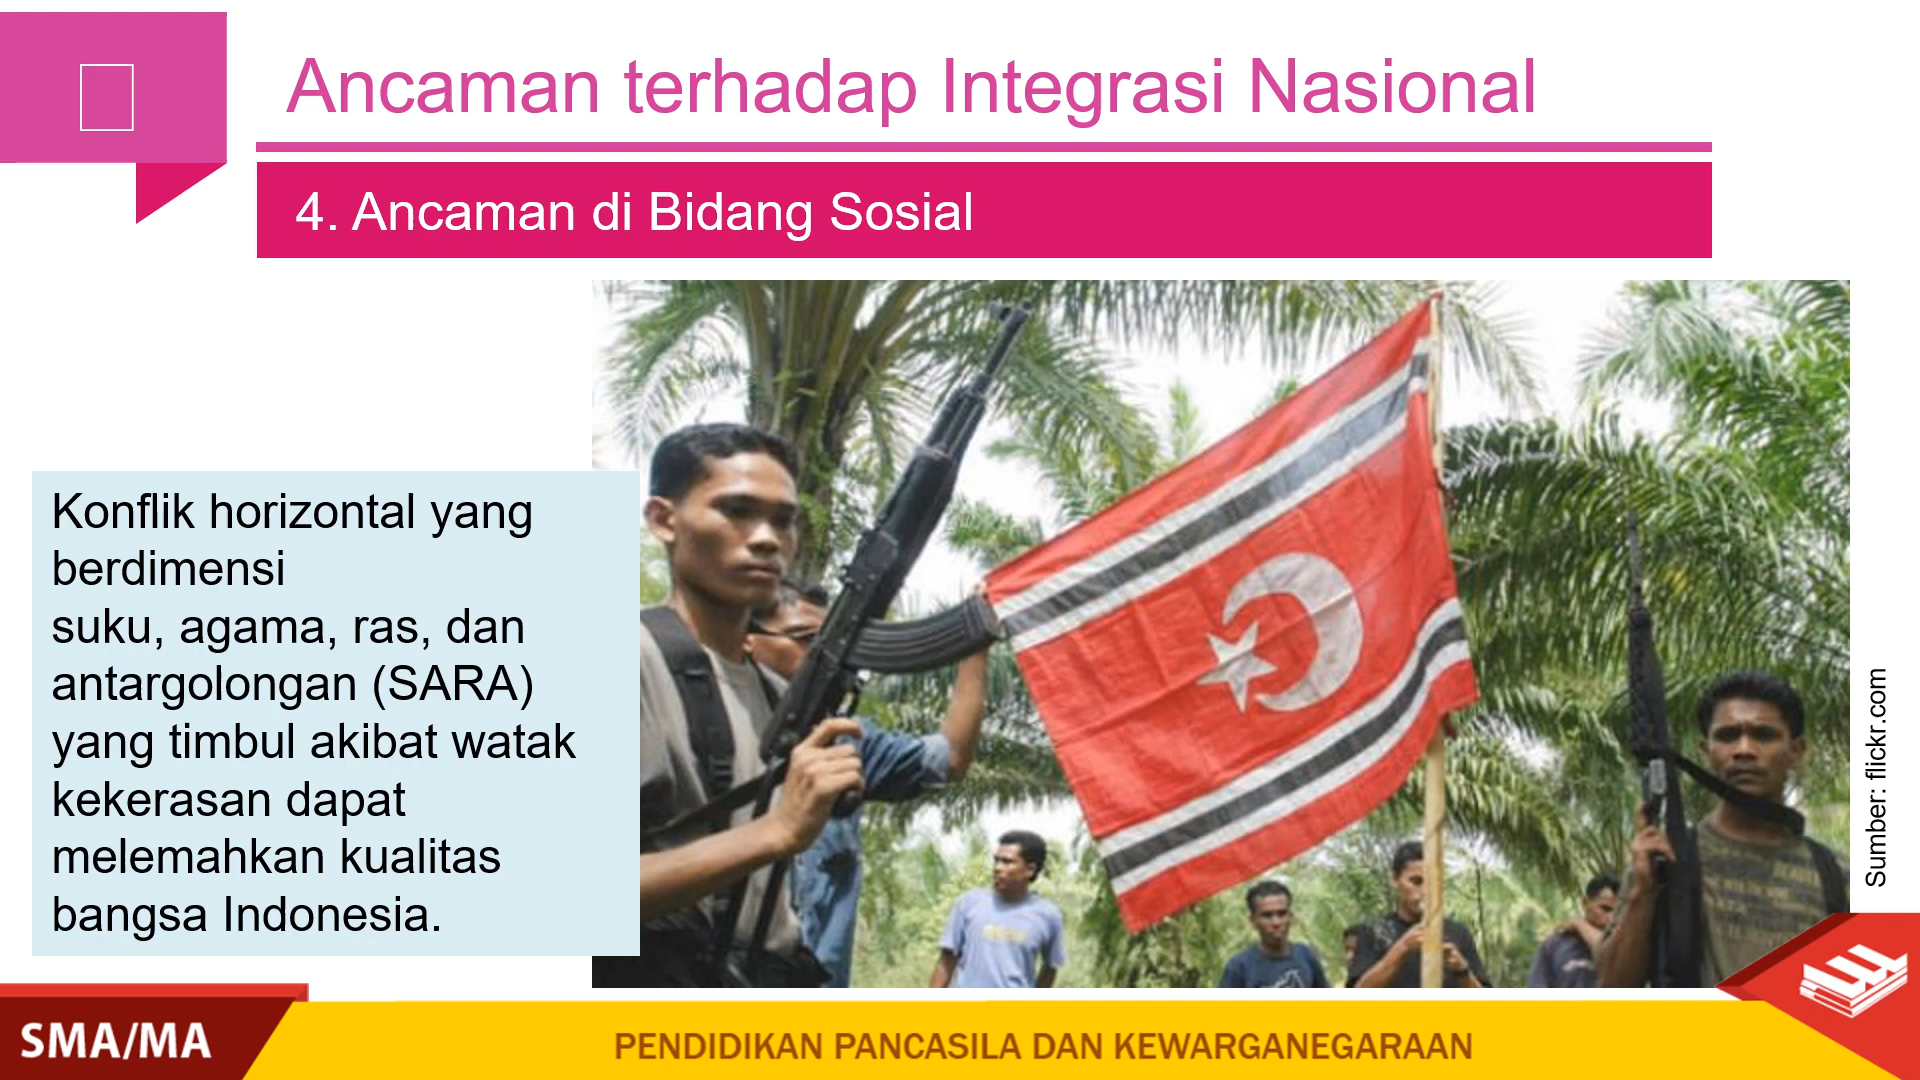 Ancaman terhadap Integrasi Nasional
4. Ancaman di Bidang Sosial
Konflik horizontal yang
berdimensi
suku, agama, ras, dan
antargolongan (SARA)
yang timbul akibat watak
kekerasan dapat
melemahkan kualitas
bangsa Indonesia.
Sumber: flickr.com
SMA/MA
PENDIDIKAN PANCASILA DAN KEWARGANEGARAAN